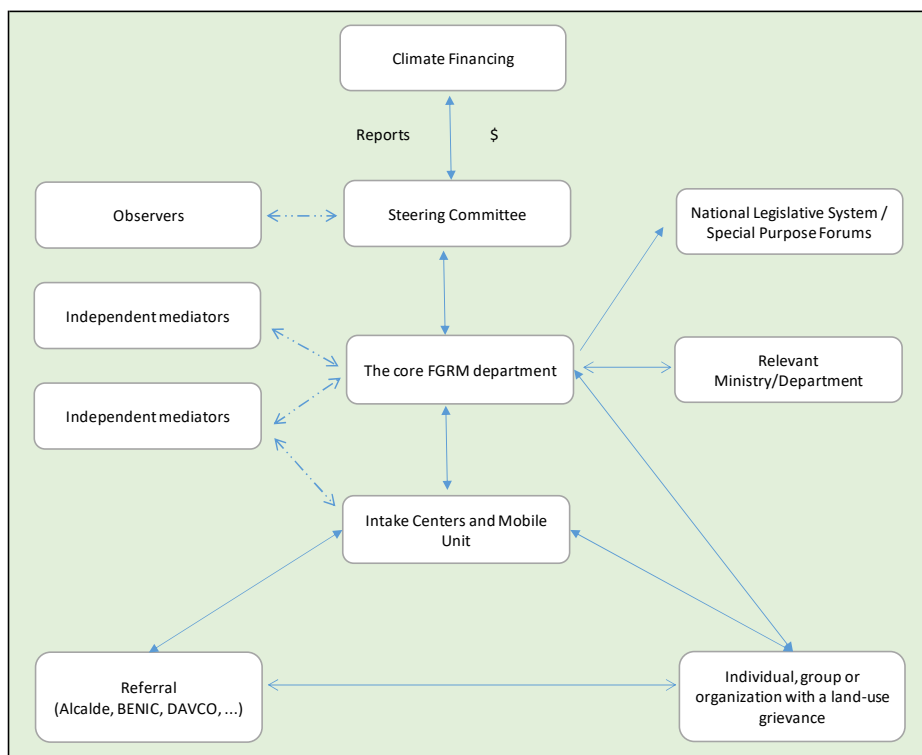 Climate Financing
Reports
$
Observers
Steering Committee
National Legislative System /
Special Purpose Forums
Independent mediators
The core FGRM department
Relevant
Ministry/Department
Independent mediators
Intake Centers and Mobile
Unit
Referral
(Alcalde, BENIC, DAVCO, ...)
Individual, group or
organization with a land-use
grievance